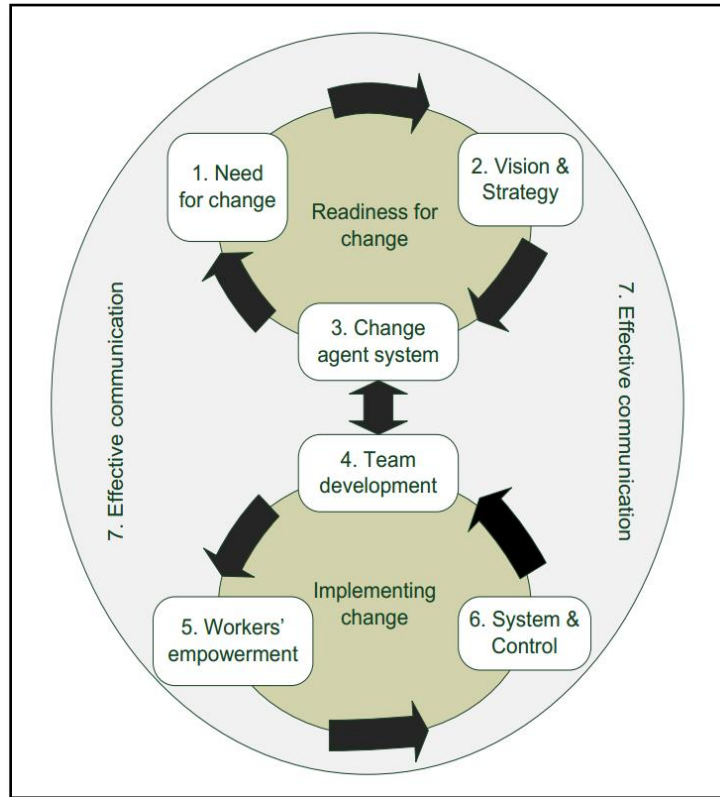 1. Need
for change
2. Vision &
Strategy
Readiness for
change
3. Change
agent system
7. Effective communication
7. Effective communication
4. Team
development
Implementing
change
5. Workers’
empowerment
6. System &
Control